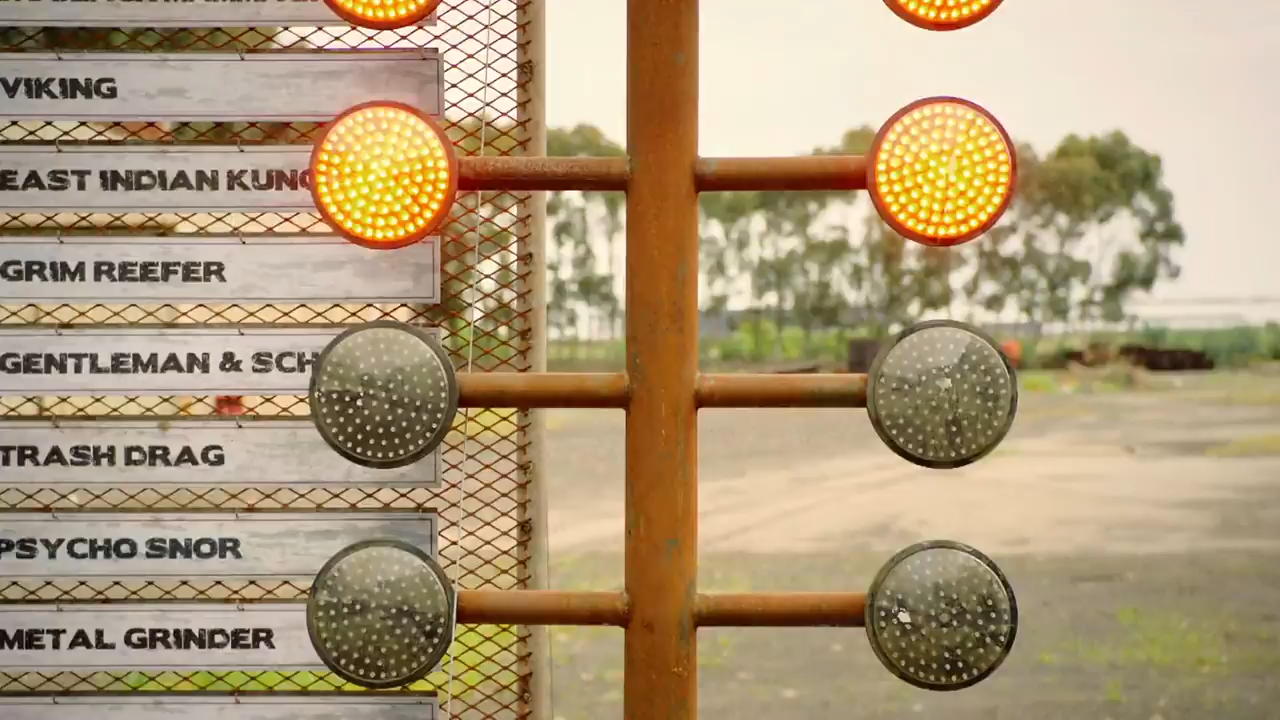 VIKING
EAST INDIAN KUNG
GRIM REEFER
GENTLEMAN & SCH
TRASH DRAG
PSYCHO SNOR
METAL GRINDER